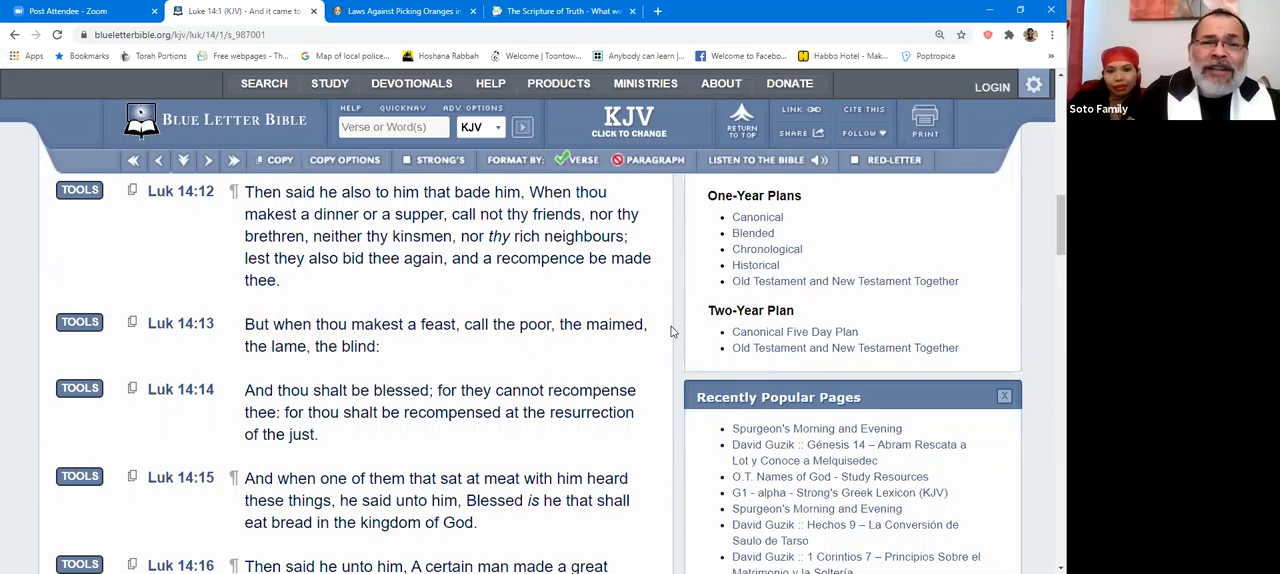 Post Attendee - Zoom
Luke 14:1 (KJV) - And it came to
Laws Against Picking Oranges in
The Scripture of Truth - What we
blueletterbible.org/kjv/luk/14/1/s_987001
Apps
Bookmarks
Torah Portions
Free webpages - Th...
Map of local police...
Hoshana Rabbah
Welcome | Toontow...
Anybody can learn |...
Welcome to Facebo...
Habbo Hotel - Mak...
Poptropica
SEARCH
STUDY
DEVOTIONALS
HELP
PRODUCTS
MINISTRIES
ABOUT
DONATE
LOGIN
BLUE LETTER BIBLE
HELP
QUICKNAV
ADV. OPTIONS
Verse or Word(s)
KJV
KJV
CLICK TO CHANGE
RETURN
TO TOP
LINK
CITE THIS
SHARE
FOLLOW
PRINT
COPY
COPY OPTIONS
STRONG'S
FORMAT BY:
VERSE
PARAGRAPH
LISTEN TO THE BIBLE
RED-LETTER
TOOLS
Luk 14:12
¶ Then said he also to him that bade him, When thou
makest a dinner or a supper, call not thy friends, nor thy
brethren, neither thy kinsmen, nor thy rich neighbours;
lest they also bid thee again, and a recompence be made
thee.
TOOLS
Luk 14:13
But when thou makest a feast, call the poor, the maimed,
the lame, the blind:
TOOLS
Luk 14:14
And thou shalt be blessed; for they cannot recompense
thee: for thou shalt be recompensed at the resurrection
of the just.
TOOLS
Luk 14:15
¶ And when one of them that sat at meat with him heard
these things, he said unto him, Blessed is he that shall
eat bread in the kingdom of God.
TOOLS
Luk 14:16
Then said he unto him, A certain man made a great
One-Year Plans
Canonical
Blended
Chronological
Historical
Old Testament and New Testament Together
Two-Year Plan
Canonical Five Day Plan
Old Testament and New Testament Together
Recently Popular Pages
X
Spurgeon's Morning and Evening
David Guzik :: Génesis 14 – Abram Rescata a
Lot y Conoce a Melquisedec
O.T. Names of God - Study Resources
G1 - alpha - Strong's Greek Lexicon (KJV)
Spurgeon's Morning and Evening
David Guzik :: Hechos 9 – La Conversión de
Saulo de Tarso
David Guzik :: 1 Corintios 7 – Principios Sobre el
Matrimonio y la Soltería
Soto Family